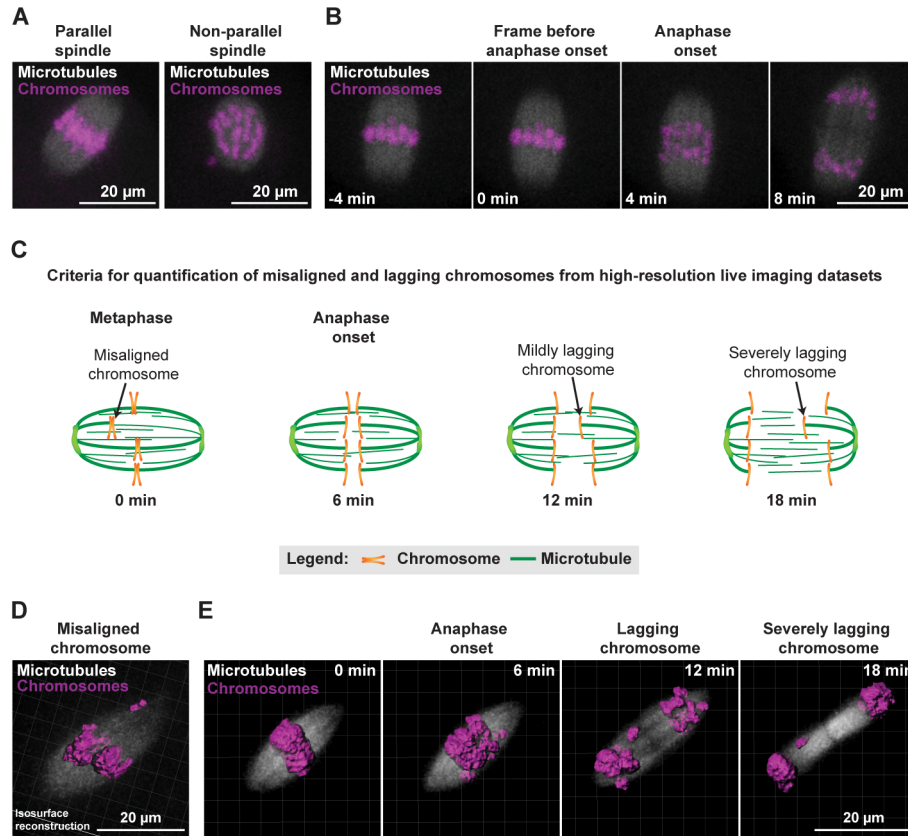 A
Parallel
spindle
Non-parallel
spindle
Microtubules
Chromosomes
20 µm
Microtubules
Chromosomes
20 µm
B
Frame before
anaphase onset
Anaphase
onset
Microtubules
Chromosomes
-4 min
0 min
4 min
8 min
20 µm
C
Criteria for quantification of misaligned and lagging chromosomes from high-resolution live imaging datasets
Metaphase
Misaligned
chromosome
0 min
Anaphase
onset
6 min
Mildly lagging
chromosome
12 min
Severely lagging
chromosome
18 min
Legend: Chromosome Microtubule
D
Misaligned
chromosome
Microtubules
Chromosomes
Isosurface
reconstruction
20 µm
E
Anaphase
onset
Lagging
chromosome
Severely lagging
chromosome
Microtubules
Chromosomes
0 min
6 min
12 min
18 min
20 µm